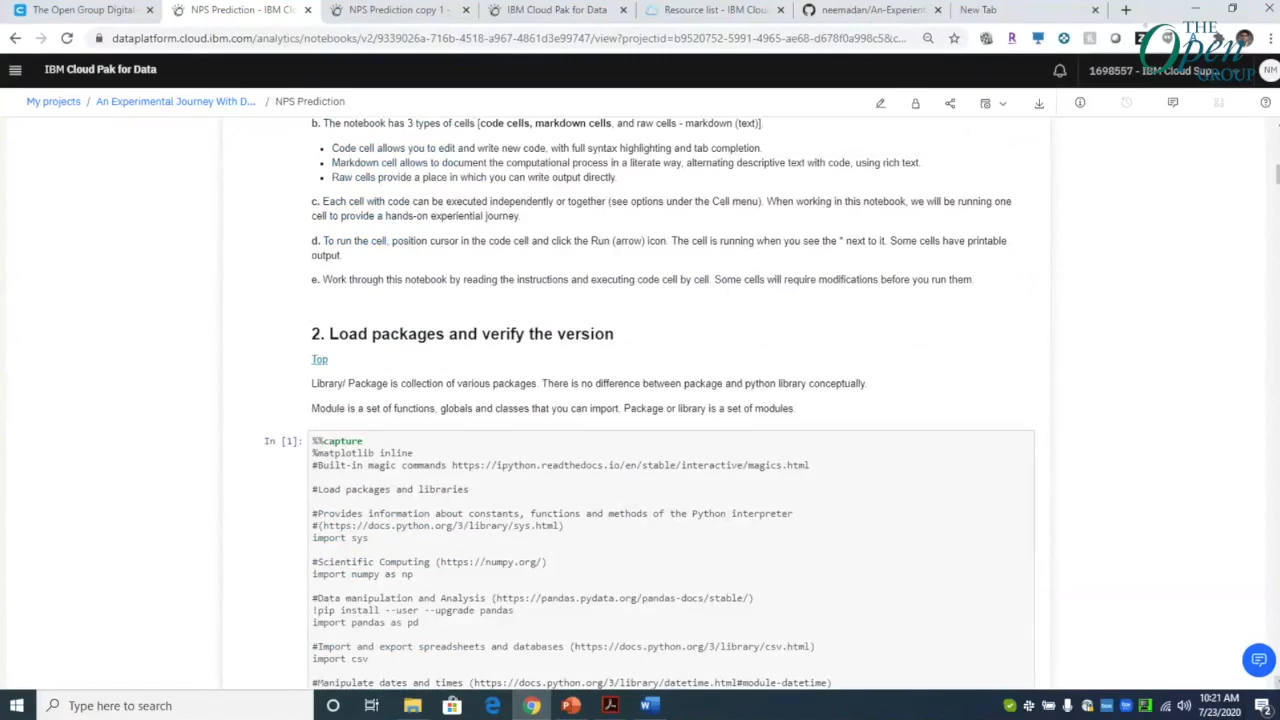 The Open Group Digital-
NPS Prediction - IBM Clo
NPS Prediction copy 1 -
IBM Cloud Pak for Data
Resource list - IBM Cloud
neemadan/An-Experient
New Tab
dataplatform.cloud.ibm.com/analytics/notebooks/v2/9339026a-716b-4518-a967-4861d3e99747/view?projectid=b9520752-5991-4965-ae68-d678f0a998c5&c...
THE
Open
GROUP
IBM Cloud Pak for Data
1698557 - IBM Cloud Sup...
NM
My projects / An Experimental Journey With D... / NPS Prediction
b. The notebook has 3 types of cells [code cells, markdown cells, and raw cells - markdown (text)].
• Code cell allows you to edit and write new code, with full syntax highlighting and tab completion.
• Markdown cell allows to document the computational process in a literate way, alternating descriptive text with code, using rich text.
• Raw cells provide a place in which you can write output directly.
c. Each cell with code can be executed independently or together (see options under the Cell menu). When working in this notebook, we will be running one
cell to provide a hands-on experiential journey.
d. To run the cell, position cursor in the code cell and click the Run (arrow) icon. The cell is running when you see the * next to it. Some cells have printable
output.
e. Work through this notebook by reading the instructions and executing code cell by cell. Some cells will require modifications before you run them.
2. Load packages and verify the version
Top
Library/ Package is collection of various packages. There is no difference between package and python library conceptually.
Module is a set of functions, globals and classes that you can import. Package or library is a set of modules.
In [1]:
%%capture
%matplotlib inline
#Built-in magic commands https://ipython.readthedocs.io/en/stable/interactive/magics.html
#Load packages and libraries
#Provides information about constants, functions and methods of the Python interpreter
#(https://docs.python.org/3/library/sys.html)
import sys
#Scientific Computing (https://numpy.org/)
import numpy as np
#Data manipulation and Analysis (https://pandas.pydata.org/pandas-docs/stable/)
!pip install --user --upgrade pandas
import pandas as pd
#Import and export spreadsheets and databases (https://docs.python.org/3/library/csv.html)
import csv
#Manipulate dates and times (https://docs.python.org/3/library/datetime.html#module-datetime)
Type here to search
10:21 AM
7/23/2020
2